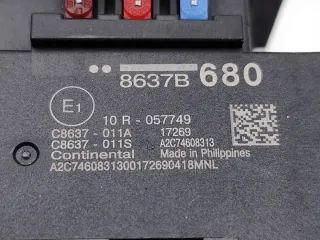 8637B 680
E1
10 R - 057749
C8637 - 011A 17269
C8637 - 011S A2C74608313
Continental Made in Philippines
A2C7460831300172690418MNL